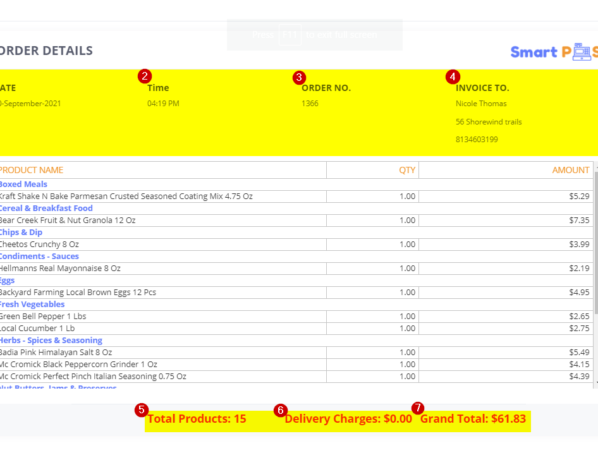 ORDER DETAILS
Smart P S
ATE
2
Time
3
ORDER NO.
4
INVOICE TO.
-September-2021
04:19 PM
1366
Nicole Thomas
56 Shorewind trails
8134603199
PRODUCT NAME QTY AMOUNT
Boxed Meals
Kraft Shake N Bake Parmesan Crusted Seasoned Coating Mix 4.75 Oz 1.00 $5.29
Cereal & Breakfast Food
Bear Creek Fruit & Nut Granola 12 Oz 1.00 $7.35
Chips & Dip
Cheetos Crunchy 8 Oz 1.00 $3.99
Condiments - Sauces
Hellmanns Real Mayonnaise 8 Oz 1.00 $2.19
Eggs
Backyard Farming Local Brown Eggs 12 Pcs 1.00 $4.95
Fresh Vegetables
Green Bell Pepper 1 Lbs 1.00 $2.65
Local Cucumber 1 Lb 1.00 $2.75
Herbs - Spices & Seasoning
Badia Pink Himalayan Salt 8 Oz 1.00 $5.49
Mc Cromick Black Peppercorn Grinder 1 Oz 1.00 $4.15
Mc Cromick Perfect Pinch Italian Seasoning 0.75 Oz 1.00 $4.39
Nut Butters, Jams & Preserves
5 Total Products: 15 6 Delivery Charges: $0.00 7 Grand Total: $61.83